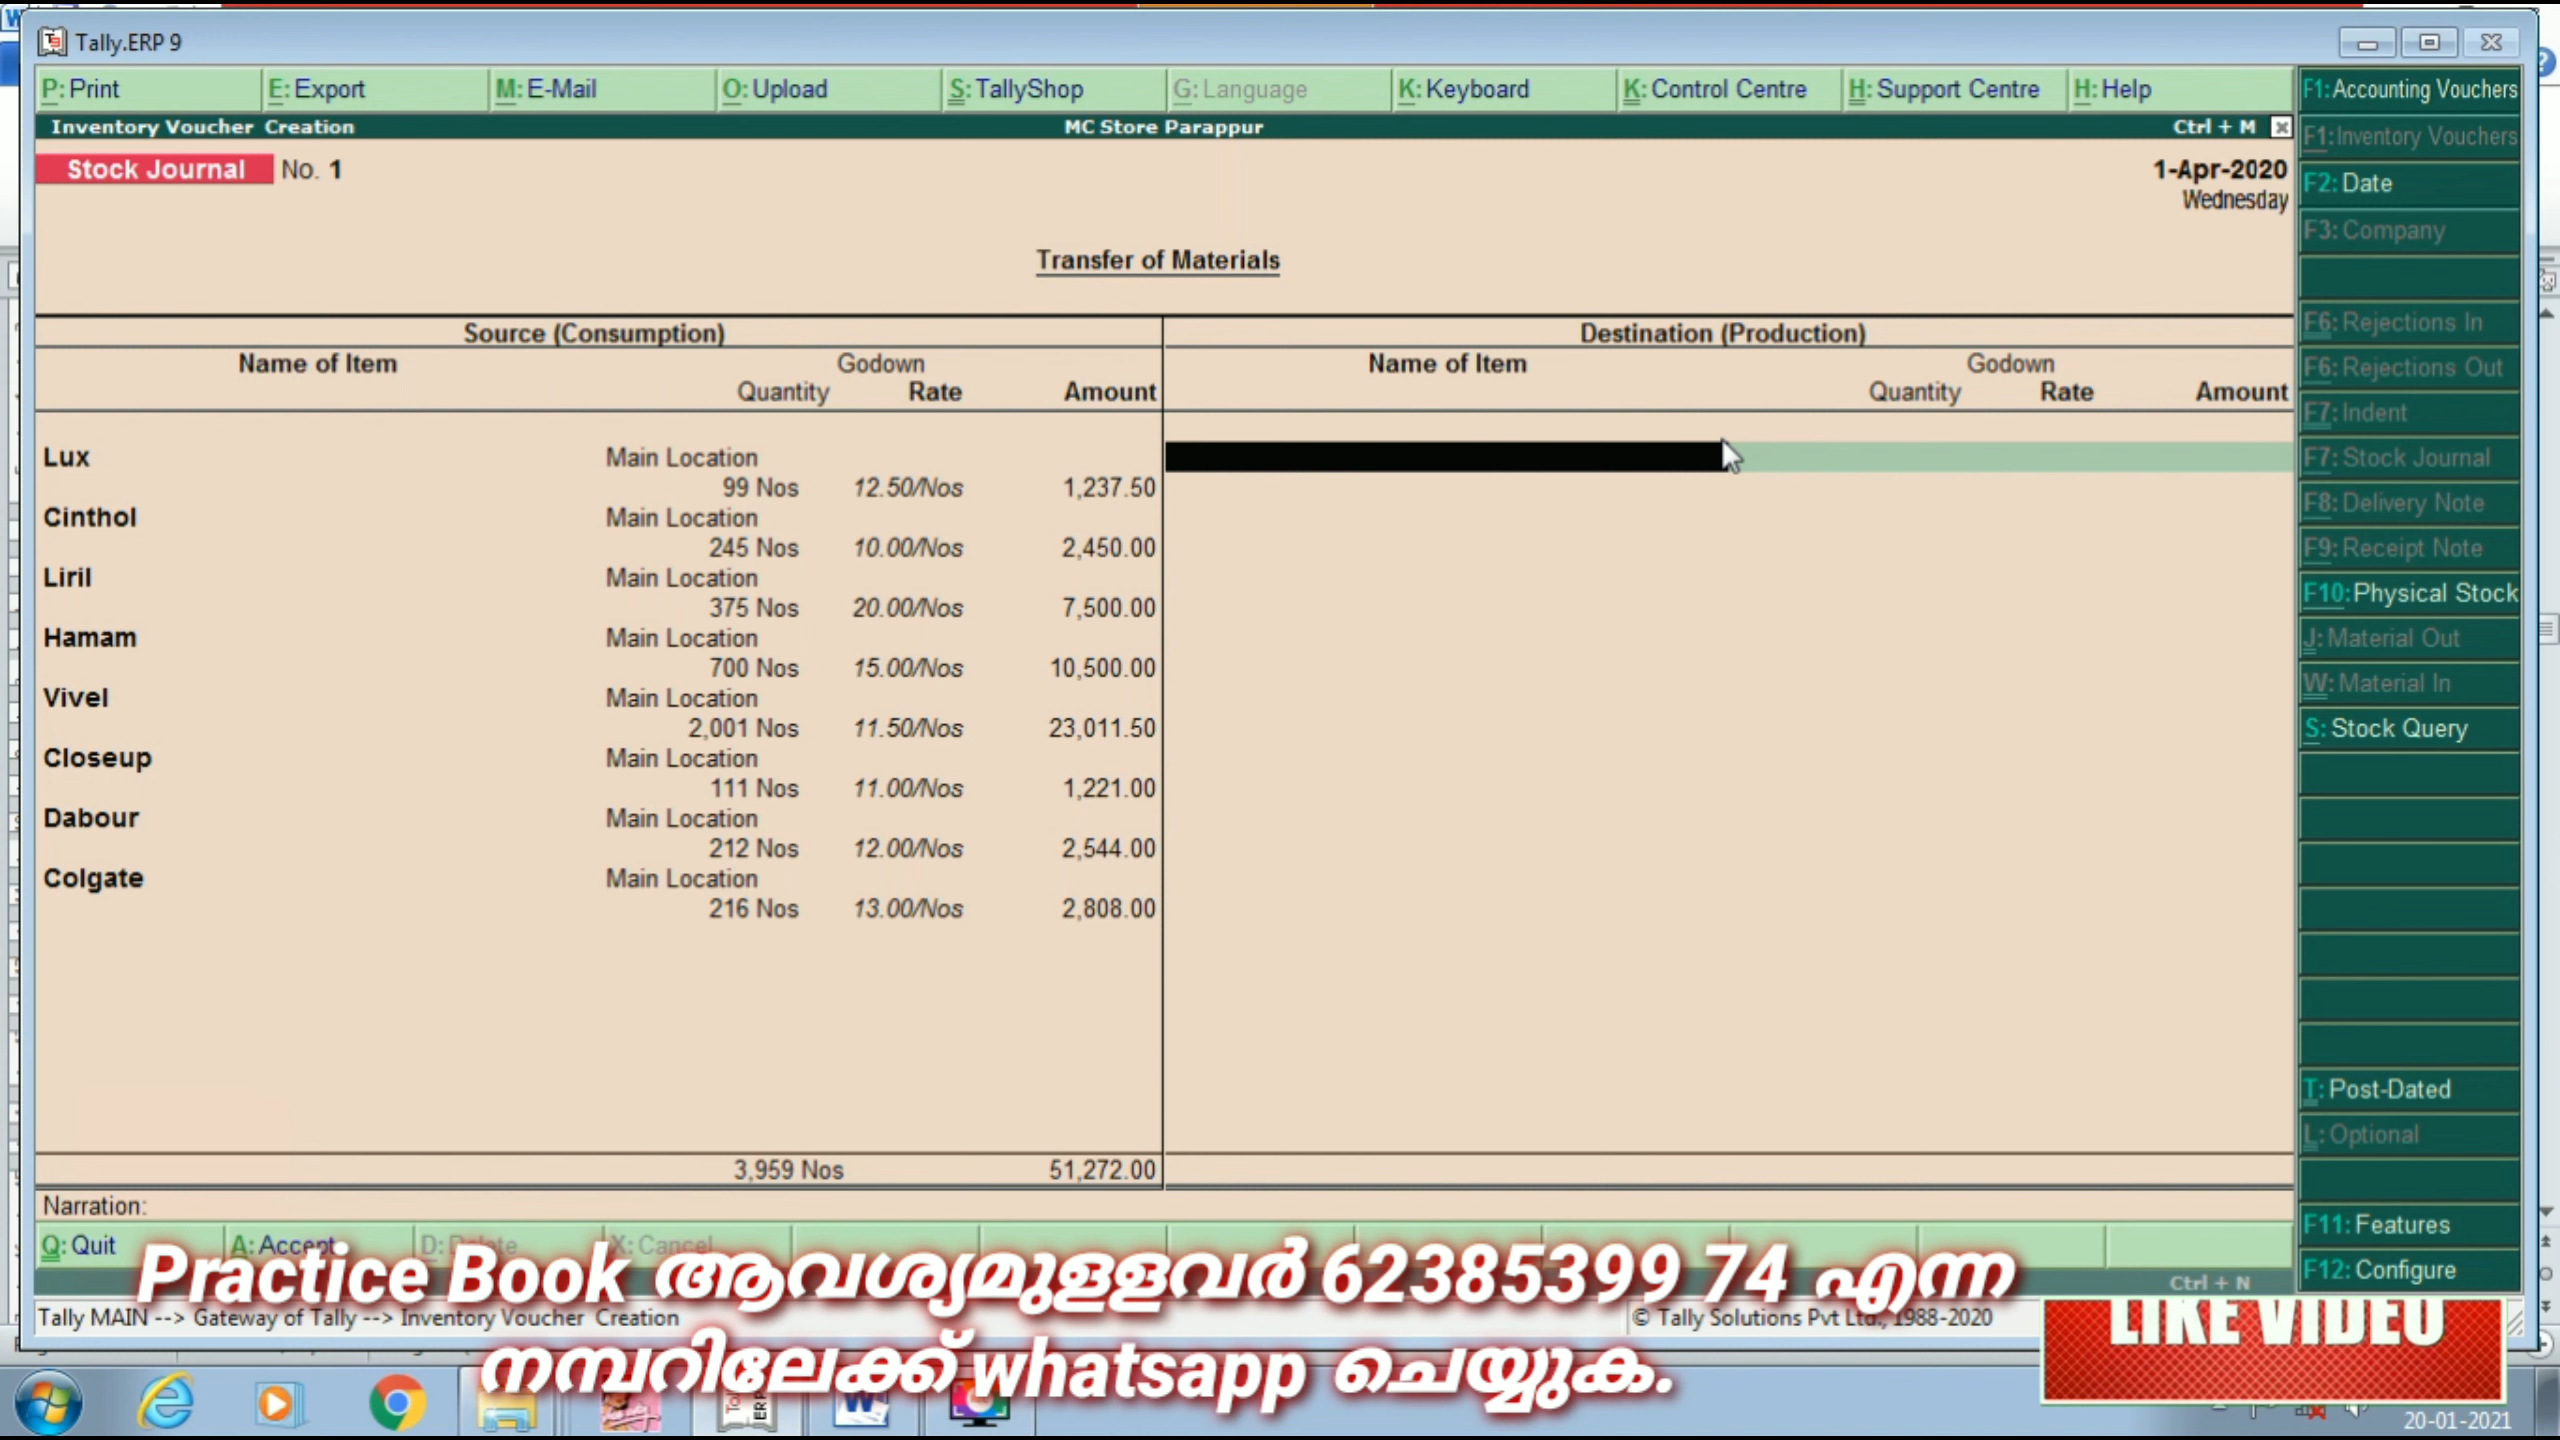 Tally.ERP 9
P: Print E: Export M: E-Mail O: Upload S: TallyShop G: Language K: Keyboard K: Control Centre H: Support Centre H: Help
Inventory Voucher Creation MC Store Parappur Ctrl + M
Stock Journal No. 1 1-Apr-2020
Wednesday
Transfer of Materials
Source (Consumption) Destination (Production)
Name of Item Godown Name of Item Godown
Quantity Rate Amount Quantity Rate Amount
Lux Main Location
99 Nos 12.50/Nos 1,237.50
Cinthol Main Location
245 Nos 10.00/Nos 2,450.00
Liril Main Location
375 Nos 20.00/Nos 7,500.00
Hamam Main Location
700 Nos 15.00/Nos 10,500.00
Vivel Main Location
2,001 Nos 11.50/Nos 23,011.50
Closeup Main Location
111 Nos 11.00/Nos 1,221.00
Dabour Main Location
212 Nos 12.00/Nos 2,544.00
Colgate Main Location
216 Nos 13.00/Nos 2,808.00
3,959 Nos 51,272.00
Narration:
Q: Quit A: Accept D: Delete X: Cancel
Ctrl + N
Tally MAIN --> Gateway of Tally --> Inventory Voucher Creation © Tally Solutions Pvt Ltd., 1988-2020
F1: Accounting Vouchers
F1: Inventory Vouchers
F2: Date
F3: Company
F6: Rejections In
F6: Rejections Out
F7: Indent
F7: Stock Journal
F8: Delivery Note
F9: Receipt Note
F10: Physical Stock
J: Material Out
W: Material In
S: Stock Query
T: Post-Dated
L: Optional
F11: Features
F12: Configure
Practice Book ആവശ്യമുള്ളവർ 62385399 74 എന്ന
നമ്പറിലേക്ക് whatsapp ചെയ്യുക.
LIKE VIDEO
20-01-2021